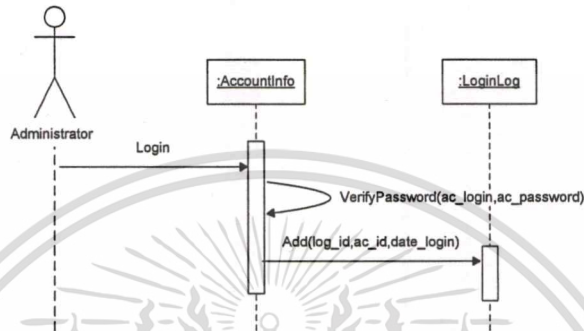 :AccountInfo
:LoginLog
Administrator
Login
VerifyPassword(ac_login,ac_password)
Add(log_id,ac_id,date_login)